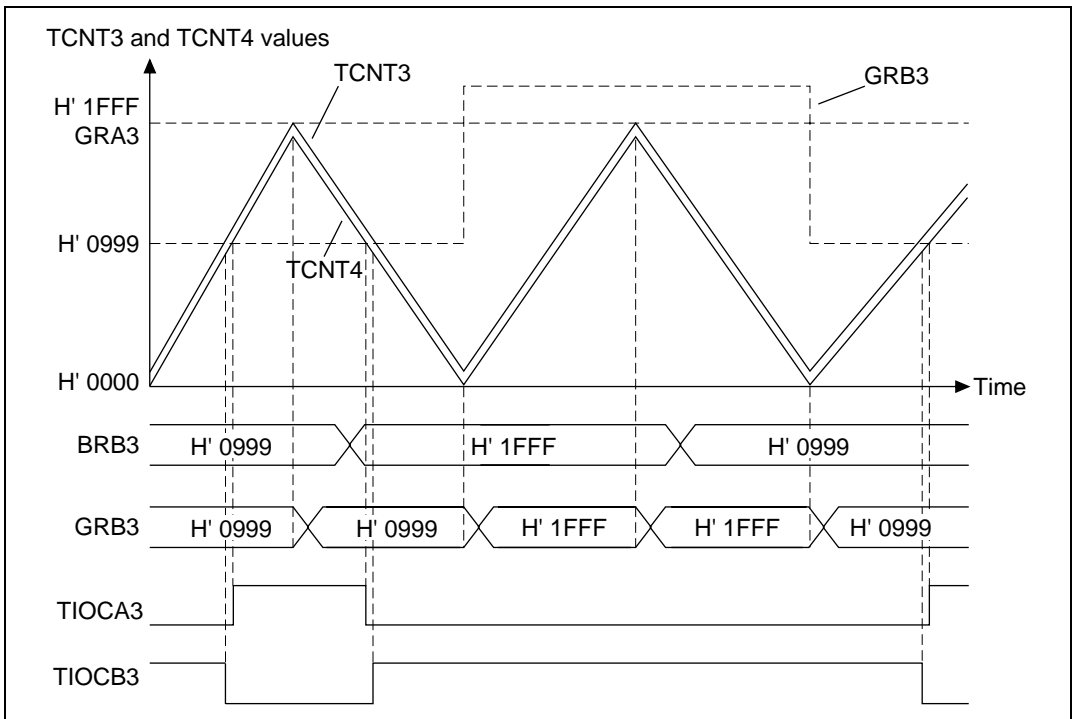 TCNT3 and TCNT4 values
TCNT3
GRB3
H' 1FFF
GRA3
H' 0999
TCNT4
H' 0000
Time
BRB3
H' 0999
H' 1FFF
H' 0999
GRB3
H' 0999
H' 0999
H' 1FFF
H' 1FFF
H' 0999
TIOCA3
TIOCB3